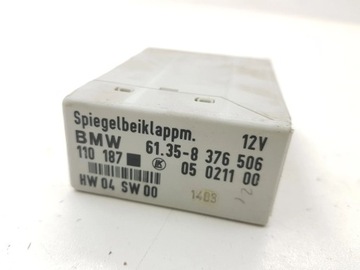 Spiegelbeiklappm. 12V
BMW 61.35-8 376 506
110 187 05 0211 00
HW 04 SW 00 1408